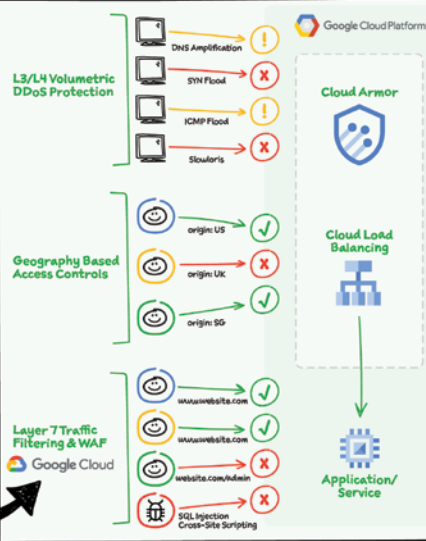 Google Cloud Platform
L3/L4 Volumetric
DDoS Protection
DNS Amplification
!
SYN Flood
X
ICMP Flood
!
Slowloris
X
Cloud Armor
Geography Based
Access Controls
origin: US
origin: UK
X
origin: SG
Cloud Load
Balancing
Layer 7 Traffic
Filtering & WAF
Google Cloud
www.website.com
www.website.com
website.com/admin
X
SQL Injection
Cross-Site Scripting
X
Application/
Service